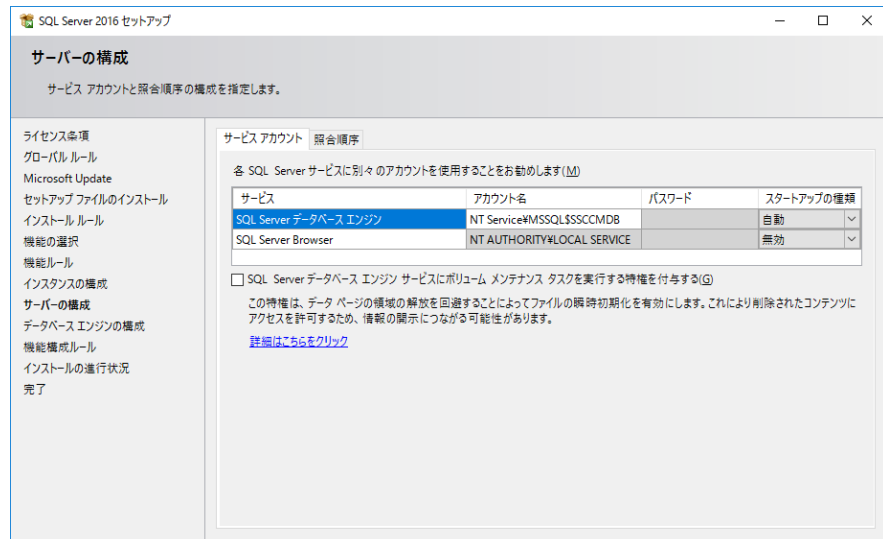 SQL Server 2016 セットアップ
サーバーの構成
サービス アカウントと照合順序の構成を指定します。
ライセンス条項
グローバル ルール
Microsoft Update
セットアップ ファイルのインストール
インストール ルール
機能の選択
機能ルール
インスタンスの構成
サーバーの構成
データベース エンジンの構成
機能構成ルール
インストールの進行状況
完了
サービス アカウント 照合順序
各 SQL Server サービスに別々のアカウントを使用することをお勧めします(M)
サービス アカウント名 パスワード スタートアップの種類
SQL Server データベース エンジン NT Service¥MSSQL$SSCCMDB 自動
SQL Server Browser NT AUTHORITY¥LOCAL SERVICE 無効
SQL Server データベース エンジン サービスにボリューム メンテナンス タスクを実行する特権を付与する(G)
この特権は、データ ページの領域の解放を回避することによってファイルの瞬時初期化を有効にします。これにより削除されたコンテンツに
アクセスを許可するため、情報の開示につながる可能性があります。
詳細はこちらをクリック